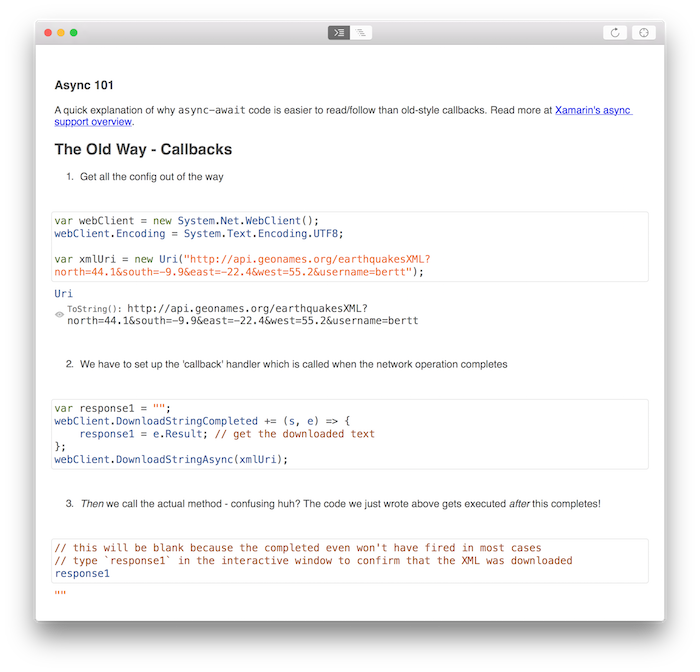 Async 101
A quick explanation of why async-await code is easier to read/follow than old-style callbacks. Read more at Xamarin's async
support overview.
The Old Way - Callbacks
1. Get all the config out of the way
var webClient = new System.Net.WebClient();
webClient.Encoding = System.Text.Encoding.UTF8;
var xmlUri = new Uri("http://api.geonames.org/earthquakesXML?
north=44.1&south=-9.9&east=-22.4&west=55.2&username=bertt");
Uri
ToString(): http://api.geonames.org/earthquakesXML?
north=44.1&south=-9.9&east=-22.4&west=55.2&username=bertt
2. We have to set up the 'callback' handler which is called when the network operation completes
var response1 = "";
webClient.DownloadStringCompleted += (s, e) => {
    response1 = e.Result; // get the downloaded text
};
webClient.DownloadStringAsync(xmlUri);
3. Then we call the actual method - confusing huh? The code we just wrote above gets executed after this completes!
// this will be blank because the completed even won't have fired in most cases
// type `response1` in the interactive window to confirm that the XML was downloaded
response1
""